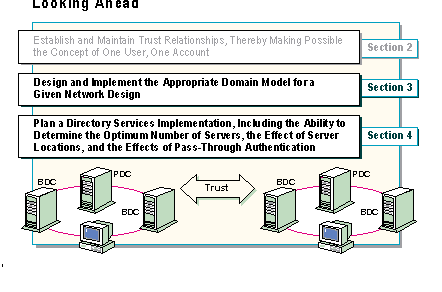 Looking Ahead
Establish and Maintain Trust Relationships, Thereby Making Possible
the Concept of One User, One Account
Section 2
Design and Implement the Appropriate Domain Model for a
Given Network Design
Section 3
Plan a Directory Services Implementation, Including the Ability to
Determine the Optimum Number of Servers, the Effect of Server
Locations, and the Effects of Pass-Through Authentication
Section 4
PDC
BDC
BDC
Trust
PDC
BDC
BDC